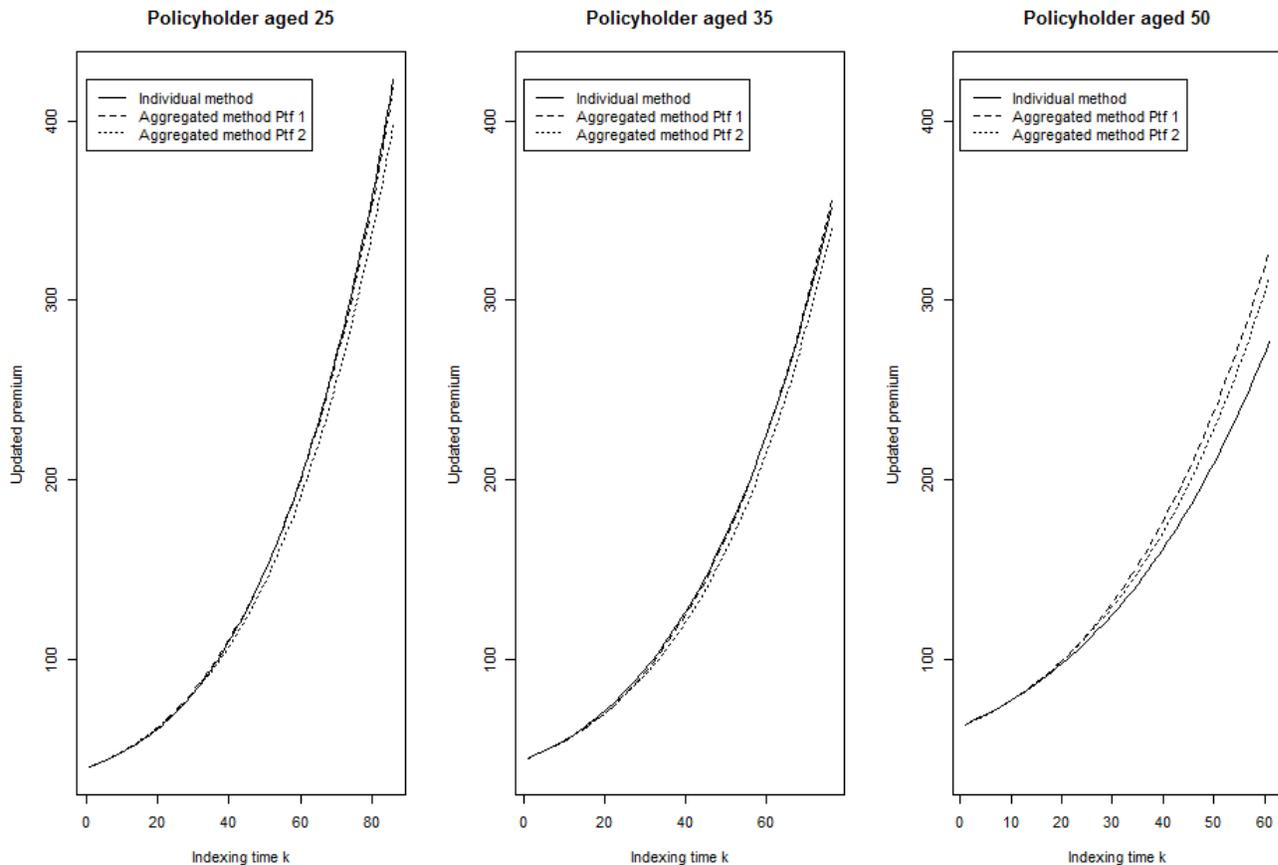 Policyholder aged 25
Individual method
Aggregated method Ptf 1
Aggregated method Ptf 2
400
300
200
100
Updated premium
0 20 40 60 80
Indexing time k
Policyholder aged 35
Individual method
Aggregated method Ptf 1
Aggregated method Ptf 2
400
300
200
100
Updated premium
0 20 40 60
Indexing time k
Policyholder aged 50
Individual method
Aggregated method Ptf 1
Aggregated method Ptf 2
400
300
200
100
Updated premium
0 10 20 30 40 50 60
Indexing time k